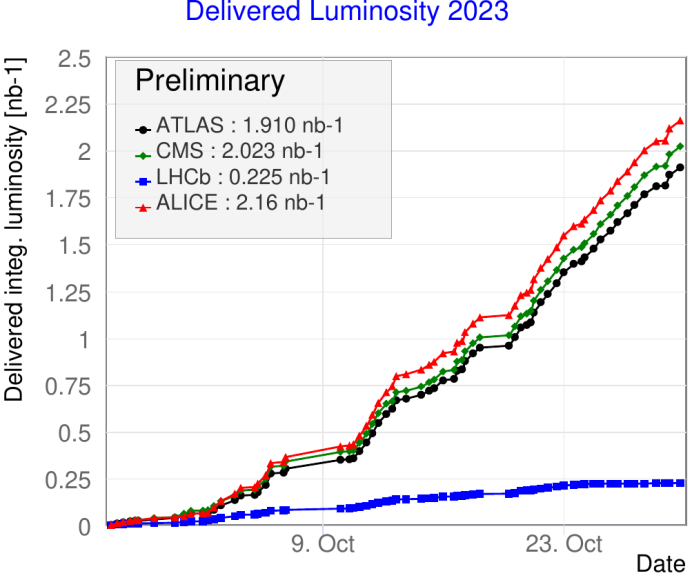 Delivered Luminosity 2023
Delivered integ. luminosity [nb-1]
2.5
2.25
2
1.75
1.5
1.25
1
0.75
0.5
0.25
0
Preliminary
ATLAS : 1.910 nb-1
CMS : 2.023 nb-1
LHCb : 0.225 nb-1
ALICE : 2.16 nb-1
9. Oct
23. Oct
Date